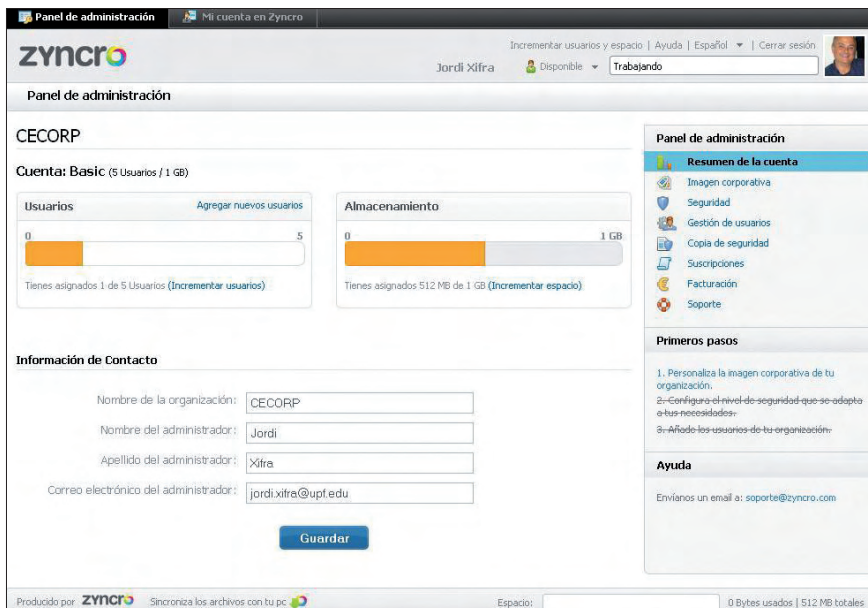 Panel de administración
Mi cuenta en Zyncro
zyncro
Incrementar usuarios y espacio | Ayuda | Español | Cerrar sesión
Jordi Xifra
Disponible
Trabajando
Panel de administración
CECORP
Cuenta: Basic (5 Usuarios / 1 GB)
Usuarios
Agregar nuevos usuarios
0 5
Tienes asignados 1 de 5 Usuarios (Incrementar usuarios)
Almacenamiento
0 1 GB
Tienes asignados 512 MB de 1 GB (Incrementar espacio)
Información de Contacto
Nombre de la organización: CECORP
Nombre del administrador: Jordi
Apellido del administrador: Xifra
Correo electrónico del administrador: jordi.xifra@upf.edu
Guardar
Panel de administración
Resumen de la cuenta
Imagen corporativa
Seguridad
Gestión de usuarios
Copia de seguridad
Suscripciones
Facturación
Soporte
Primeros pasos
1. Personaliza la imagen corporativa de tu
organización.
2. Configura el nivel de seguridad que se adapta
a tus necesidades.
3. Añade los usuarios de tu organización.
Ayuda
Envíanos un email a: soporte@zyncro.com
Producido por zyncro
Sincroniza los archivos con tu pc
Espacio:
0 Bytes usados | 512 MB totales